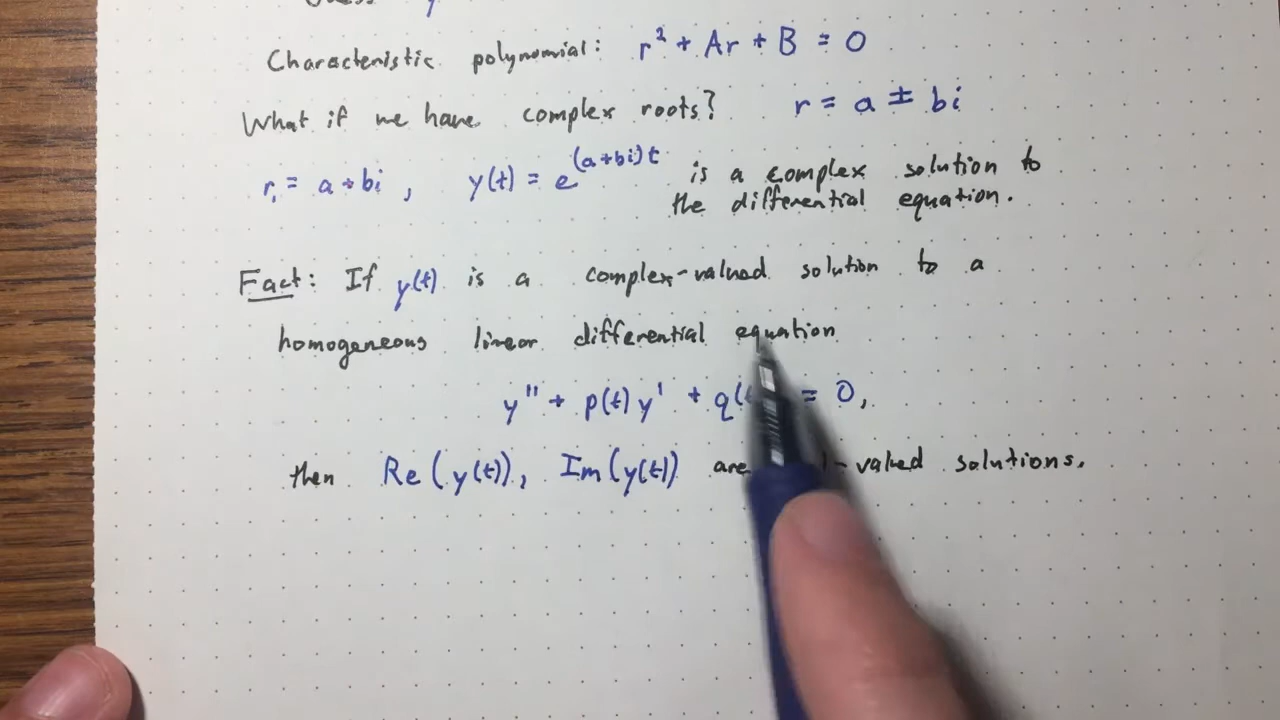 y
Characteristic polynomial: r² + Ar + B = 0
What if we have complex roots? r = a ± bi
r₁ = a+bi, y(t) = e^(a+bi)t is a complex solution to
the differential equation.
Fact: If y(t) is a complex-valued solution to a
homogeneous linear differential equation
y'' + p(t)y' + q(t = 0,
then Re(y(t)), Im(y(t)) are -valued solutions.